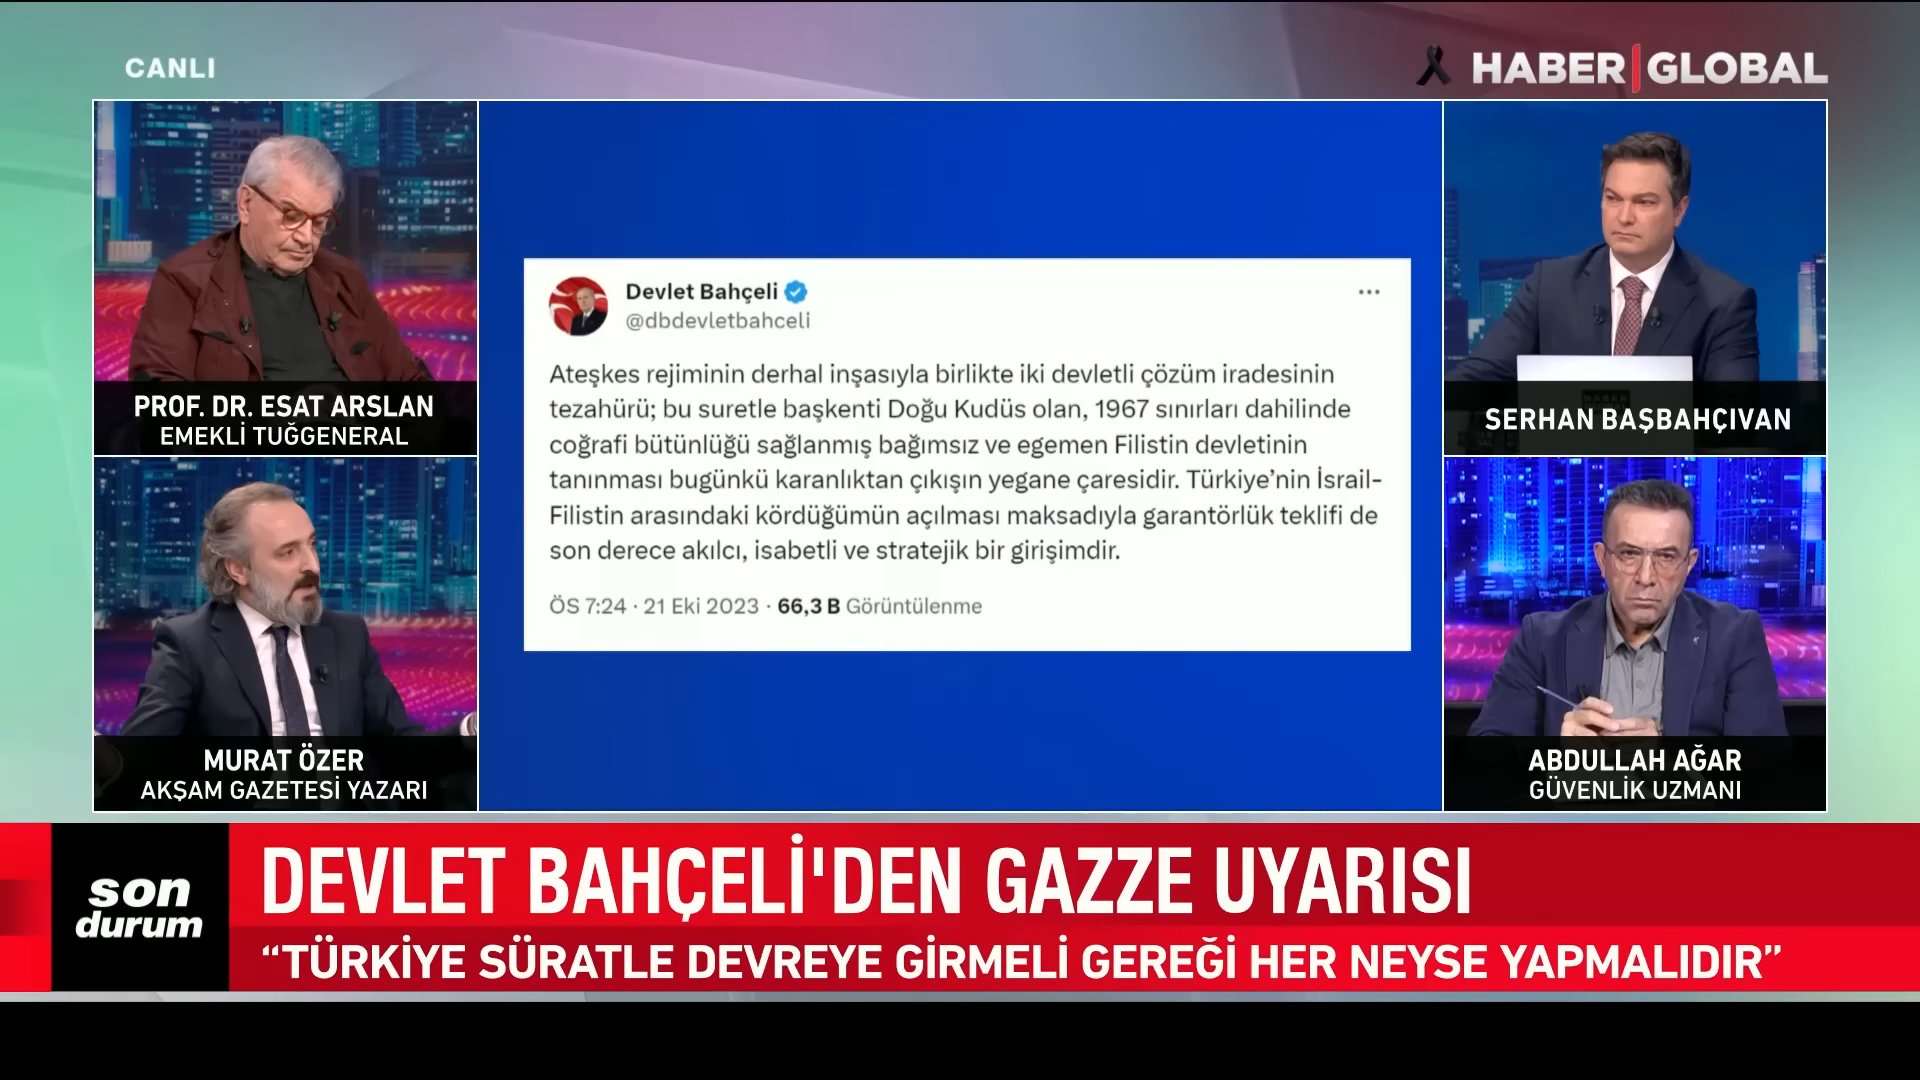 CANLI
HABER GLOBAL
PROF. DR. ESAT ARSLAN
EMEKLİ TUĞGENERAL
Devlet Bahçeli
@dbdevletbahceli
Ateşkes rejiminin derhal inşasıyla birlikte iki devletli çözüm iradesinin
tezahürü; bu suretle başkenti Doğu Kudüs olan, 1967 sınırları dahilinde
coğrafi bütünlüğü sağlanmış bağımsız ve egemen Filistin devletinin
tanınması bugünkü karanlıktan çıkışın yegane çaresidir. Türkiye’nin İsrail-
Filistin arasındaki kördüğümün açılması maksadıyla garantörlük teklifi de
son derece akılcı, isabetli ve stratejik bir girişimdir.
ÖS 7:24 · 21 Eki 2023 · 66,3 B Görüntülenme
SERHAN BAŞBAHÇIVAN
MURAT ÖZER
AKŞAM GAZETESİ YAZARI
ABDULLAH AĞAR
GÜVENLİK UZMANI
son
durum
DEVLET BAHÇELİ'DEN GAZZE UYARISI
“TÜRKİYE SÜRATLE DEVREYE GİRMELİ GEREĞİ HER NEYSE YAPMALIDIR”